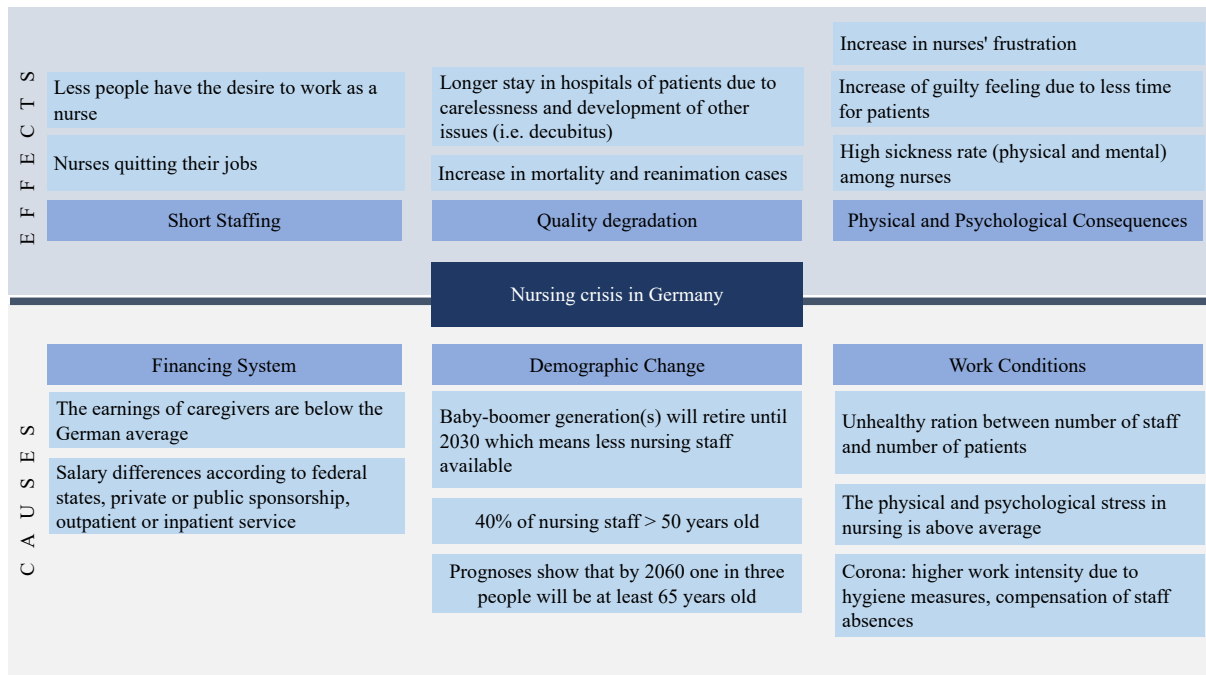 EFFECTS
Less people have the desire to work as a
nurse
Nurses quitting their jobs
Short Staffing
Longer stay in hospitals of patients due to
carelessness and development of other
issues (i.e. decubitus)
Increase in mortality and reanimation cases
Quality degradation
Increase in nurses' frustration
Increase of guilty feeling due to less time
for patients
High sickness rate (physical and mental)
among nurses
Physical and Psychological Consequences
Nursing crisis in Germany
CAUSES
Financing System
The earnings of caregivers are below the
German average
Salary differences according to federal
states, private or public sponsorship,
outpatient or inpatient service
Demographic Change
Baby-boomer generation(s) will retire until
2030 which means less nursing staff
available
40% of nursing staff > 50 years old
Prognoses show that by 2060 one in three
people will be at least 65 years old
Work Conditions
Unhealthy ration between number of staff
and number of patients
The physical and psychological stress in
nursing is above average
Corona: higher work intensity due to
hygiene measures, compensation of staff
absences